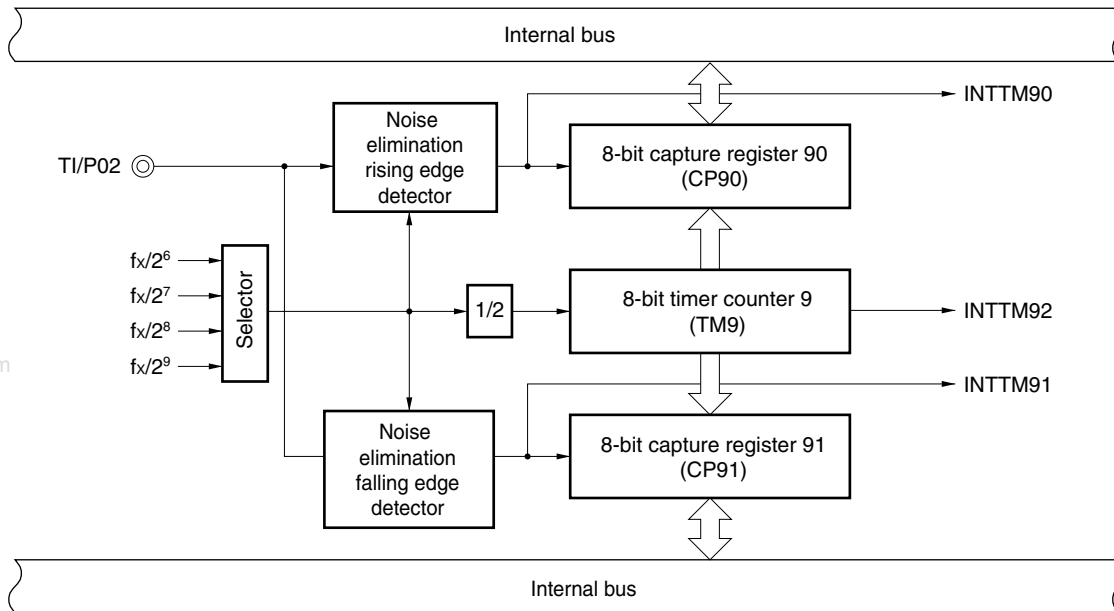 Internal bus
INTTM90
Noise
elimination
rising edge
detector
8-bit capture register 90
(CP90)
TI/P02
fx/2⁶
fx/2⁷
fx/2⁸
fx/2⁹
Selector
1/2
8-bit timer counter 9
(TM9)
INTTM92
m
INTTM91
Noise
elimination
falling edge
detector
8-bit capture register 91
(CP91)
Internal bus